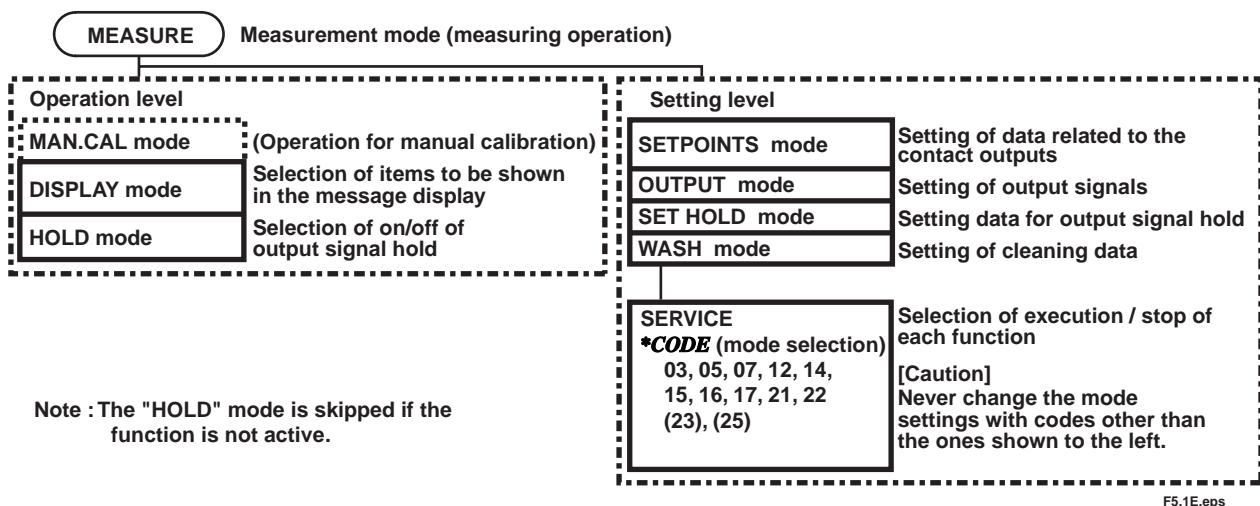 MEASURE Measurement mode (measuring operation)
Operation level
MAN.CAL mode (Operation for manual calibration)
DISPLAY mode Selection of items to be shown
in the message display
HOLD mode Selection of on/off of
output signal hold
Note : The "HOLD" mode is skipped if the
function is not active.
Setting level
SETPOINTS mode Setting of data related to the
contact outputs
OUTPUT mode Setting of output signals
SET HOLD mode Setting data for output signal hold
WASH mode Setting of cleaning data
SERVICE
*CODE (mode selection)
03, 05, 07, 12, 14,
15, 16, 17, 21, 22
(23), (25)
Selection of execution / stop of
each function
[Caution]
Never change the mode
settings with codes other than
the ones shown to the left.
F5.1E.eps